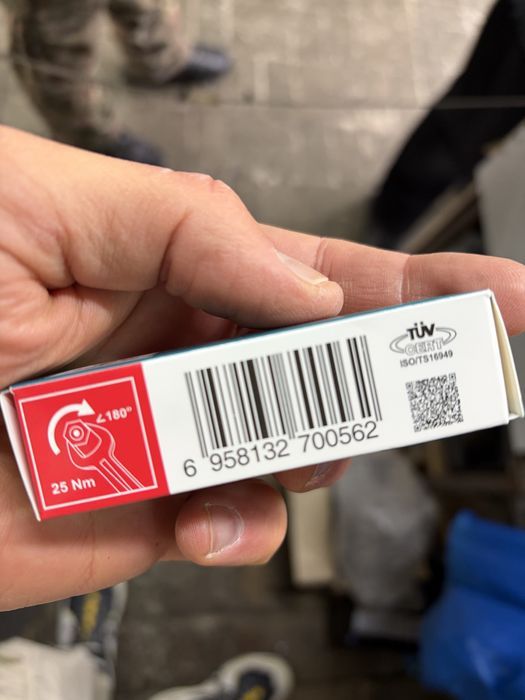 ∠180°
25 Nm
6 958132 700562
TÜV
CERT
ISO/TS16949